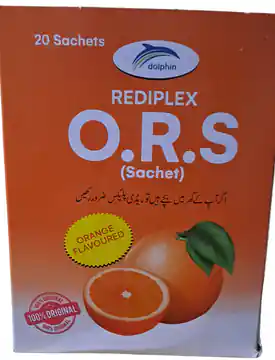 20 Sachets
dolphin
REDIPLEX
O.R.S
(Sachet)
اگر آپ کے گھر میں بچے ہیں تو ریڈی پلیکس ضرور رکھیں
ORANGE
FLAVOURED
100% ORIGINAL